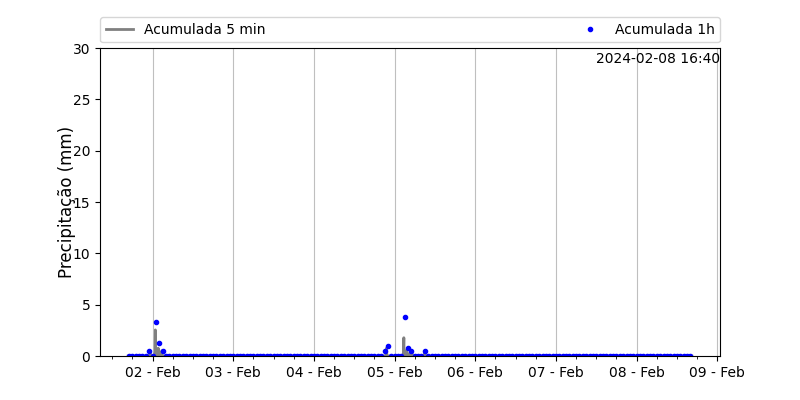 Acumulada 5 min
Acumulada 1h
2024-02-08 16:40
Precipitação (mm)
30
25
20
15
10
5
0
02 - Feb
03 - Feb
04 - Feb
05 - Feb
06 - Feb
07 - Feb
08 - Feb
09 - Feb